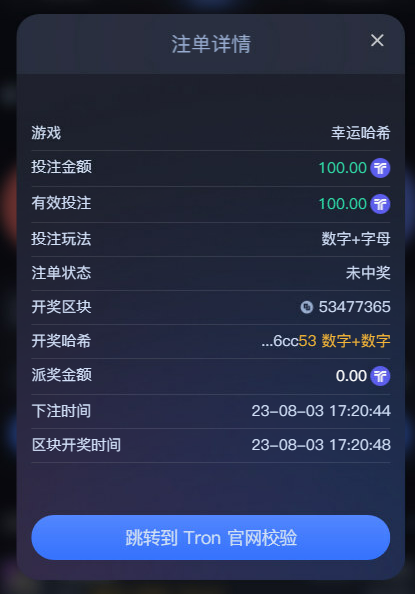 注单详情
游戏 幸运哈希
投注金额 100.00
有效投注 100.00
投注玩法 数字+字母
注单状态 未中奖
开奖区块 53477365
开奖哈希 ...6cc53 数字+数字
派奖金额 0.00
下注时间 23-08-03 17:20:44
区块开奖时间 23-08-03 17:20:48
跳转到 Tron 官网校验